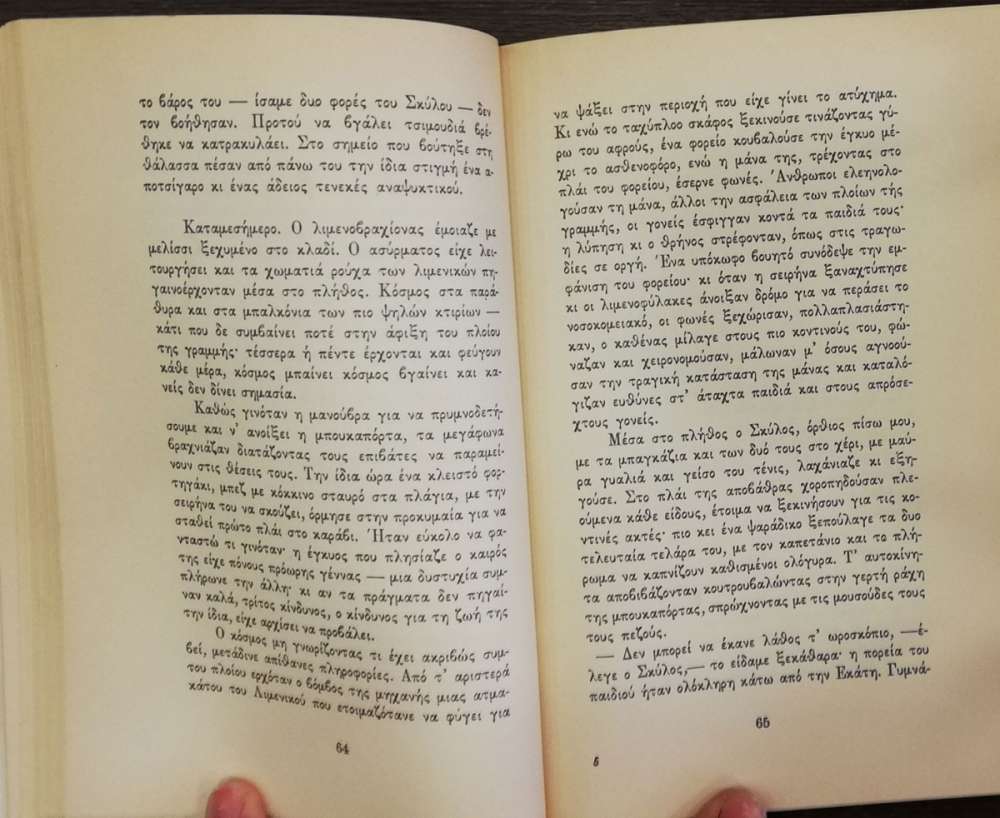 το βάρος του — ίσαμε δυο φορές του Σκύλου — δεν
τον βοήθησαν. Προτού να βγάλει τσιμουδιά βρέ-
θηκε να κατρακυλάει. Στο σημείο που βούτηξε στη
θάλασσα πέσαν από πάνω του την ίδια στιγμή ένα α-
ποτσίγαρο κι ένας άδειος τενεκές αναψυκτικού.
Καταμεσήμερο. Ο λιμενοβραχίονας έμοιαζε με
μελίσσι ξεχυμένο στο κλαδί. Ο ασύρματος είχε λει-
τουργήσει και τα χωματιά ρούχα των λιμενικών πη-
γαινοέρχονταν μέσα στο πλήθος. Κόσμος στα παρά-
θυρα και στα μπαλκόνια των πιο ψηλών κτιρίων —
κάτι που δε συμβαίνει ποτέ στην άφιξη του πλοίου
της γραμμής· τέσσερα ή πέντε έρχονται και φεύγουν
κάθε μέρα, κόσμος μπαίνει κόσμος βγαίνει και κα-
νείς δεν δίνει σημασία.
Καθώς γινόταν η μανούβρα για να πρυμνοδετή-
σουμε και ν' ανοίξει η μπουκαπόρτα, τα μεγάφωνα
βραχνιάζαν διατάζοντας τους επιβάτες να παραμεί-
νουν στις θέσεις τους. Την ίδια ώρα ένα κλειστό φορ-
τηγάκι, μπεζ με κόκκινο σταυρό στα πλάγια, με την
σειρήνα του να σκούζει, όρμησε στην προκυμαία για να
σταθεί πρώτο πλάι στο καράβι. Ήταν εύκολο να φα-
νταστώ τι γινόταν· η έγκυος που πλησίαζε ο καιρός
της είχε πόνους πρόωρης γέννας — μια δυστυχία συμ-
πλήρωνε την άλλη· κι αν τα πράγματα δεν πηγαί-
ναν καλά, τρίτος κίνδυνος, ο κίνδυνος για τη ζωή της
την ίδια, είχε αρχίσει να προβάλει.
Ο κόσμος μη γνωρίζοντας τι έχει ακριβώς συμ-
βεί, μετάδινε απίθανες πληροφορίες. Από τ' αριστερά
του πλοίου ερχόταν ο βόμβος της μηχανής μιας ατμα-
κάτου του Λιμενικού που ετοιμαζότανε να φύγει για
64
να ψάξει στην περιοχή που είχε γίνει το ατύχημα.
Κι ενώ το ταχύπλοο σκάφος ξεκινούσε τινάζοντας γύ-
ρω του αφρούς, ένα φορείο κουβαλούσε την έγκυο μέ-
χρι το ασθενοφόρο, ενώ η μάνα της, τρέχοντας στο
πλάι του φορείου, έσερνε φωνές. Άνθρωποι ελεηνολο-
γούσαν τη μάνα, άλλοι την ασφάλεια των πλοίων τής
γραμμής, οι γονείς έσφιγγαν κοντά τα παιδιά τους·
η λύπηση κι ο θρήνος στρέφονταν, όπως στις τραγω-
δίες σε οργή. Ένα υπόκωφο βουητό συνόδεψε την εμ-
φάνιση του φορείου· κι όταν η σειρήνα ξαναχτύπησε
κι οι λιμενοφύλακες άνοιξαν δρόμο για να περάσει το
νοσοκομειακό, οι φωνές ξεχώρισαν, πολλαπλασιάστη-
καν, ο καθένας μίλαγε στους πιο κοντινούς του, φώ-
ναζαν και χειρονομούσαν, μάλωναν μ' όσους αγνοού-
σαν την τραγική κατάσταση της μάνας και καταλό-
γιζαν ευθύνες στ' άταχτα παιδιά και στους απρόσε-
χτους γονείς.
Μέσα στο πλήθος ο Σκύλος, όρθιος πίσω μου,
με τα μπαγκάζια και των δυό τους στο χέρι, με μαύ-
ρα γυαλιά και γείσο του τένις, λαχάνιαζε κι εξη-
γούσε. Στο πλάι της αποβάθρας χοροπηδούσαν πλε-
ούμενα κάθε είδους, έτοιμα να ξεκινήσουν για τις κο-
ντινές ακτές· πιο κει ένα ψαράδικο ξεπούλαγε τα δυο
τελευταία τελάρα του, με τον καπετάνιο και το πλή-
ρωμα να καπνίζουν καθισμένοι ολόγυρα. Τ' αυτοκίνη-
τα αποβιβάζονταν κουτρουβαλώντας στην γερτή ράχη
της μπουκαπόρτας, σπρώχνοντας με τις μουσούδες τους
τους πεζούς.
— Δεν μπορεί να έκανε λάθος τ' ωροσκόπιο, —έ-
λεγε ο Σκύλος,— το είδαμε ξεκάθαρα· η πορεία του
παιδιού ήταν ολόκληρη κάτω από την Εκάτη. Γυμνά-
65
5